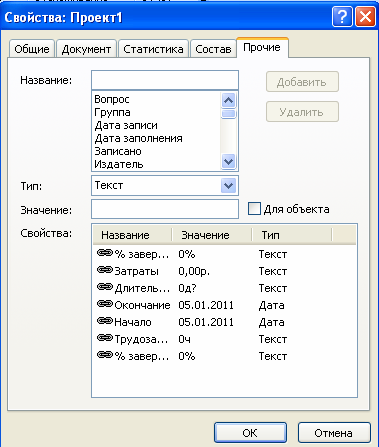 Свойства: Проект1
Общие Документ Статистика Состав Прочие
Название:
Добавить
Вопрос
Группа
Удалить
Дата записи
Дата заполнения
Записано
Издатель
Тип: Текст
Значение: Для объекта
Свойства: Название Значение Тип
% завер... 0% Текст
Затраты 0,00р. Текст
Длитель... 0д? Текст
Окончание 05.01.2011 Дата
Начало 05.01.2011 Дата
Трудоза... 0ч Текст
% завер... 0% Текст
OK Отмена